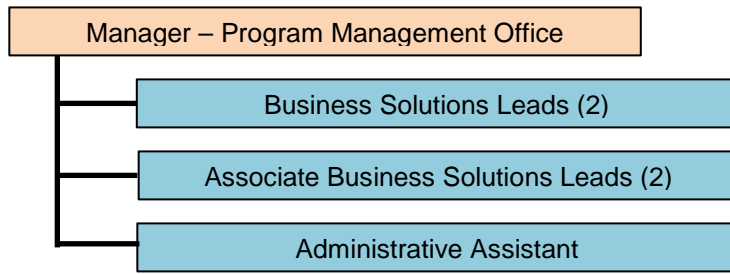 Manager – Program Management Office
Business Solutions Leads (2)
Associate Business Solutions Leads (2)
Administrative Assistant